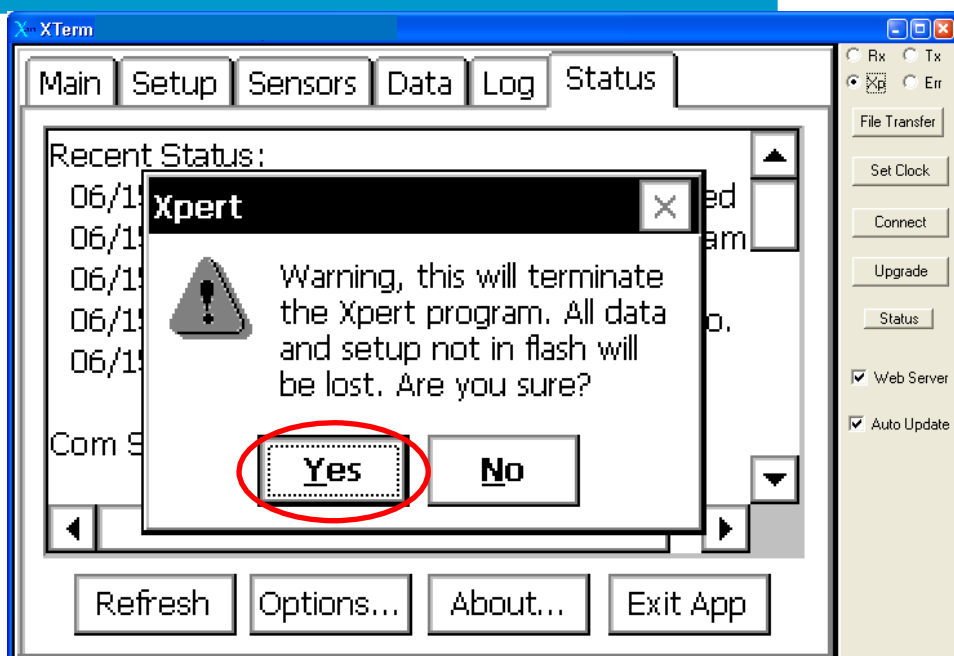 XTerm
Rx Tx
Xp Err
File Transfer
Set Clock
Connect
Upgrade
Status
Web Server
Auto Update
Main Setup Sensors Data Log Status
Recent Status:
06/1
06/1
06/1
06/1
06/1
Com S
Xpert
Warning, this will terminate
the Xpert program. All data
and setup not in flash will
be lost. Are you sure?
Yes No
Refresh Options... About... Exit App